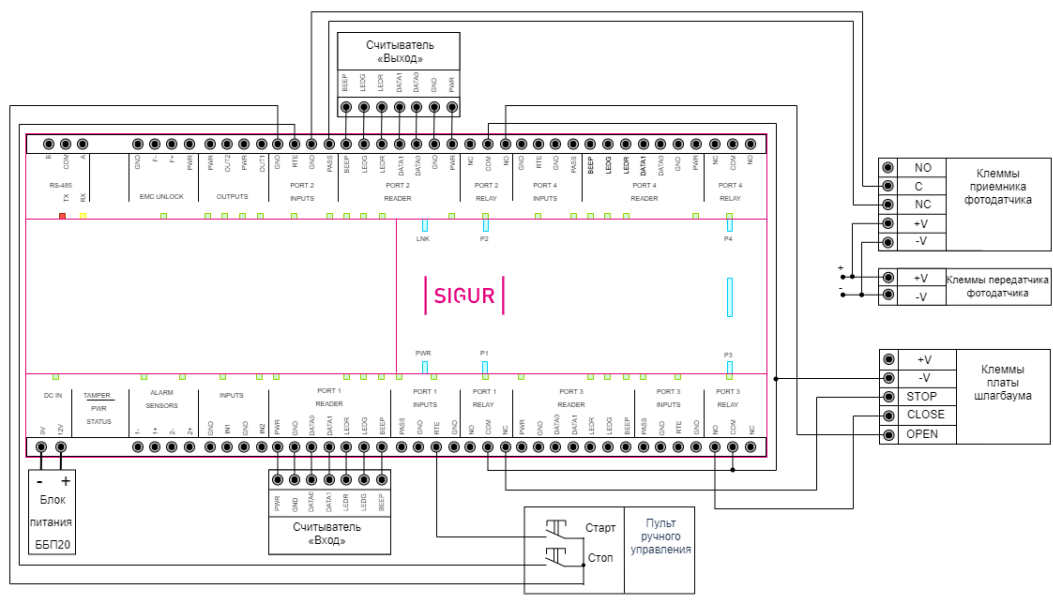 Считыватель
«Выход»
BEEP LEDG LEDR DATA1 DATA0 GND PWR
B COM A GND F- F+ PWR PWR OUT2 PWR OUT1 GND RTE GND PASS BEEP LEDG LEDR DATA1 DATA0 GND PWR NC COM NO GND RTE GND PASS BEEP LEDG LEDR DATA1 DATA0 GND PWR NC COM NO
RS-485 EMC UNLOCK OUTPUTS PORT 2 INPUTS PORT 2 READER PORT 2 RELAY PORT 4 INPUTS PORT 4 READER PORT 4 RELAY
TX RX
LNK P2 P4
SIGUR
PWR P1 P3
DC IN TAMPER PWR STATUS ALARM SENSORS INPUTS PORT 1 READER PORT 1 INPUTS PORT 1 RELAY PORT 3 READER PORT 3 INPUTS PORT 3 RELAY
0V 12V 1- 1+ 2- 2+ GND IN1 GND IN2 PWR GND DATA0 DATA1 LEDR LEDG BEEP PASS GND RTE GND NO COM NC PWR GND DATA0 DATA1 LEDR LEDG BEEP PASS GND RTE GND NO COM NC
- +
Блок
питания
ББП20
PWR GND DATA0 DATA1 LEDR LEDG BEEP
Считыватель
«Вход»
Старт
Стоп
Пульт
ручного
управления
NO
C
NC
+V
-V
Клеммы
приемника
фотодатчика
+
-
+V
-V
Клеммы передатчика
фотодатчика
+V
-V
STOP
CLOSE
OPEN
Клеммы
платы
шлагбаума